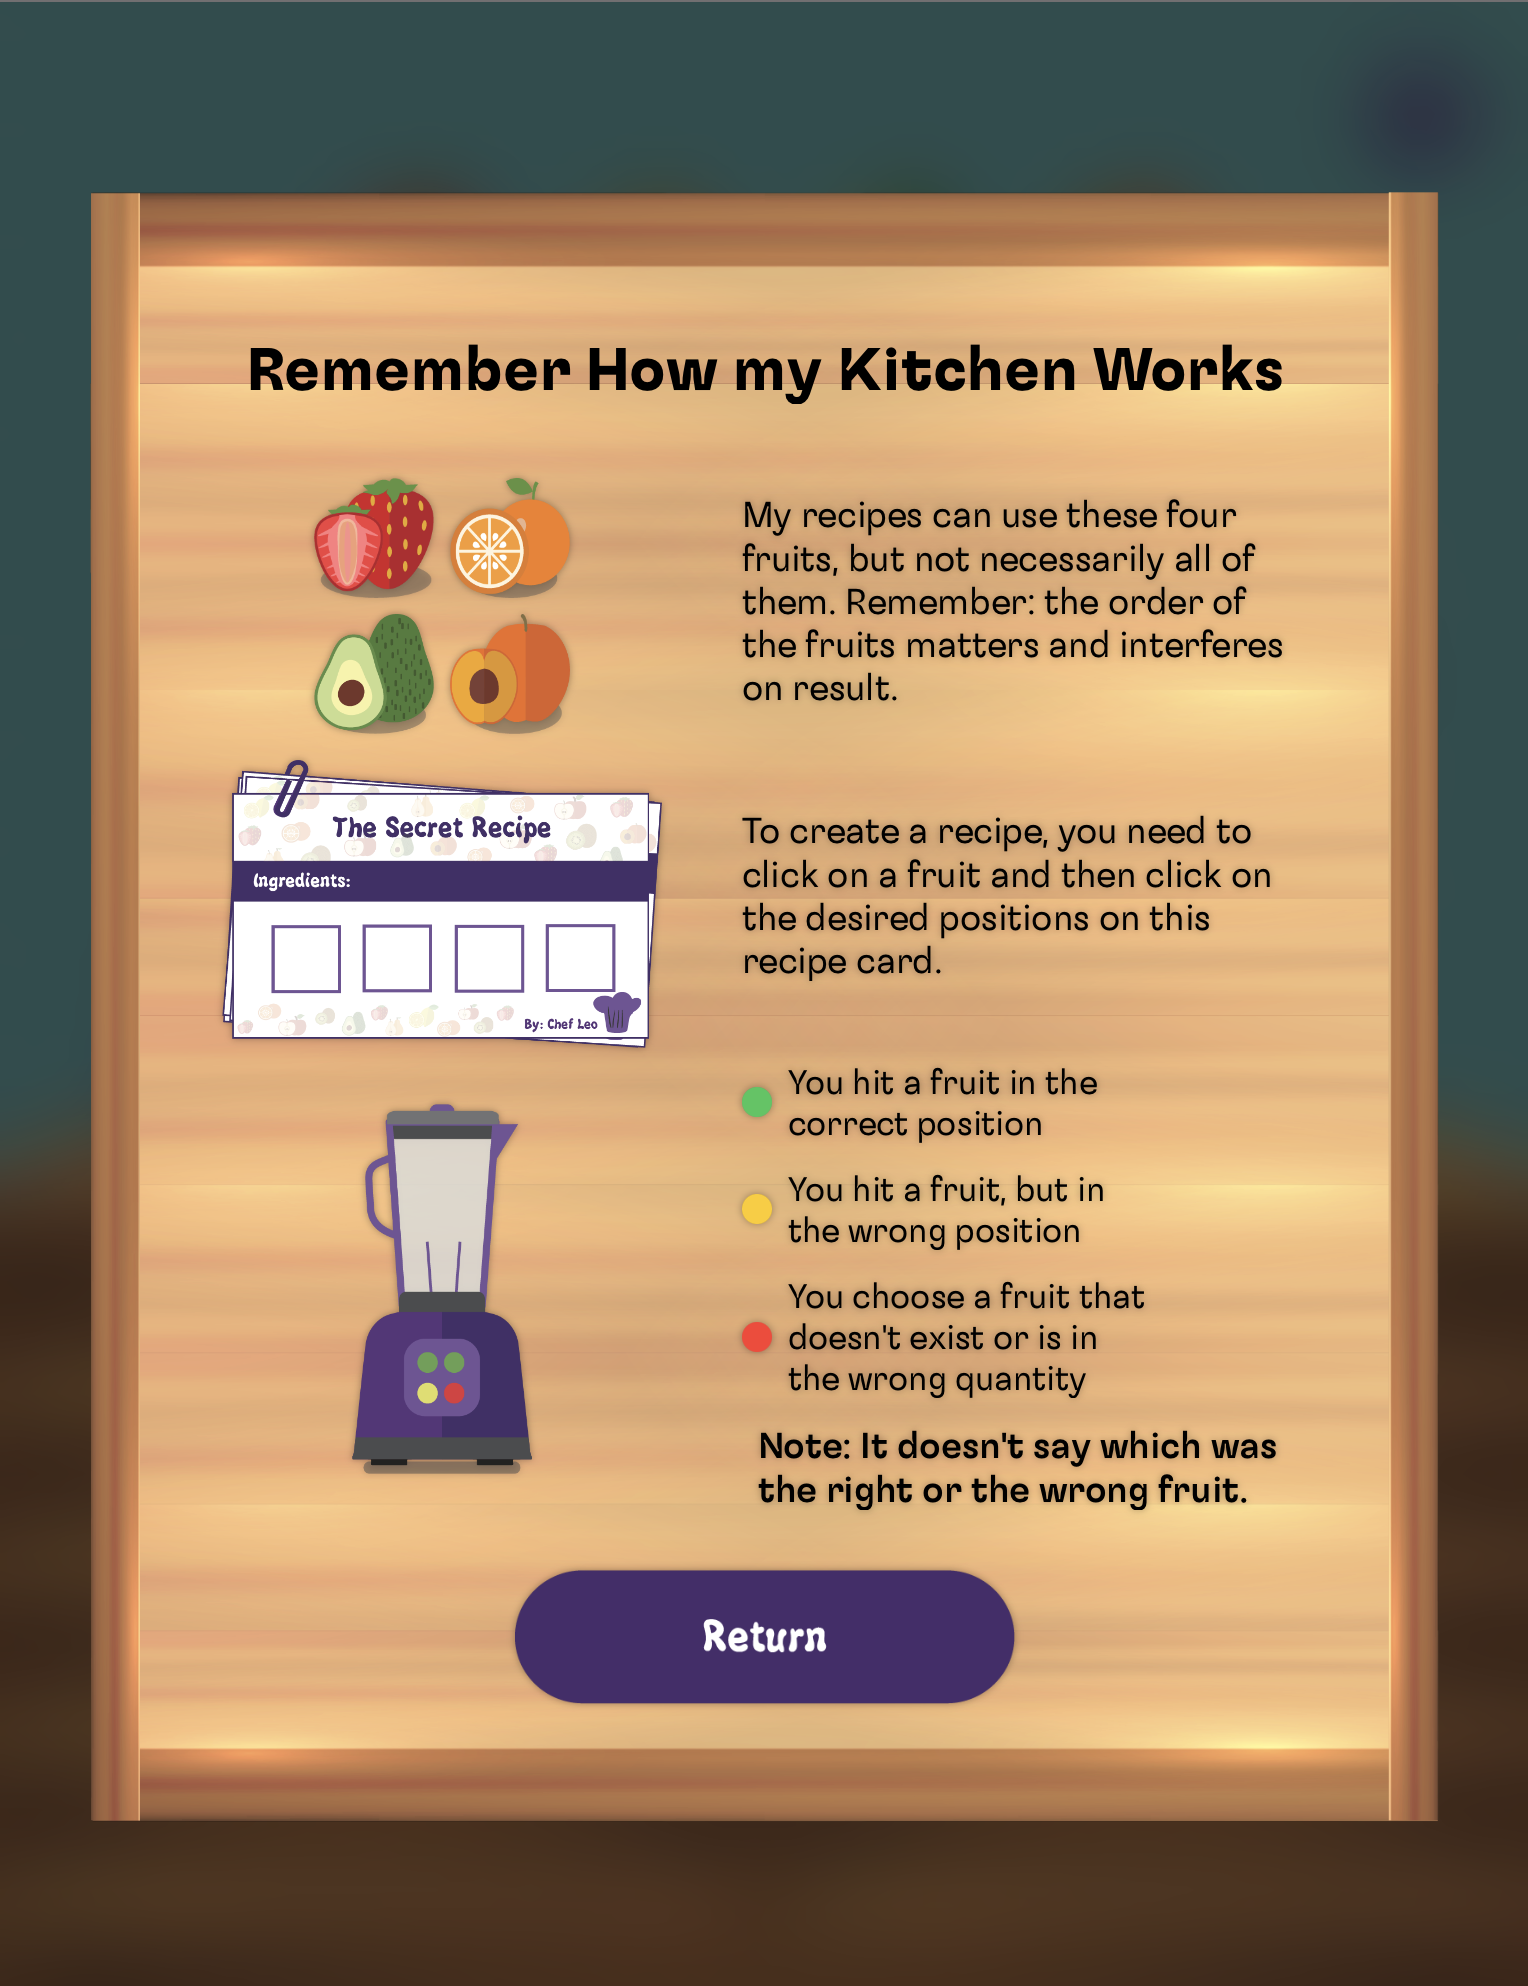 Remember How my Kitchen Works
My recipes can use these four
fruits, but not necessarily all of
them. Remember: the order of
the fruits matters and interferes
on result.
The Secret Recipe
Ingredients:
By: Chef Leo
To create a recipe, you need to
click on a fruit and then click on
the desired positions on this
recipe card.
You hit a fruit in the
correct position
You hit a fruit, but in
the wrong position
You choose a fruit that
doesn't exist or is in
the wrong quantity
Note: It doesn't say which was
the right or the wrong fruit.
Return